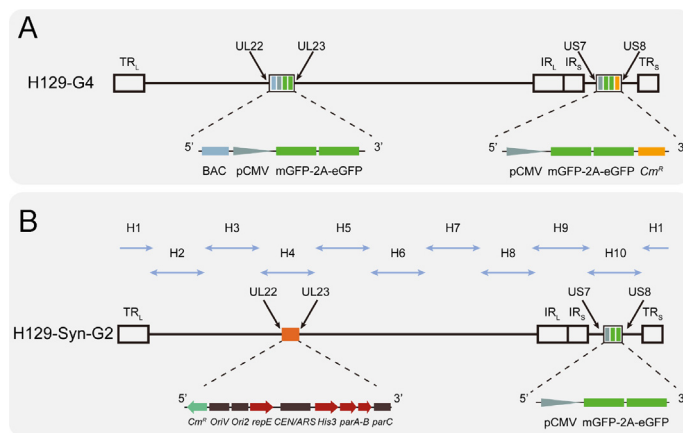 A
UL22 UL23 US7 US8
TRL IRL IRS TRS
H129-G4
5’ 3’ 5’ 3’
BAC pCMV mGFP-2A-eGFP pCMV mGFP-2A-eGFP CmR
B
H1 H3 H5 H7 H9 H1
H2 H4 H6 H8 H10
UL22 UL23 US7 US8
TRL IRL IRS TRS
H129-Syn-G2
5’ 3’ 5’ 3’
CmR OriV Ori2 repE CEN/ARS His3 parA-B parC pCMV mGFP-2A-eGFP